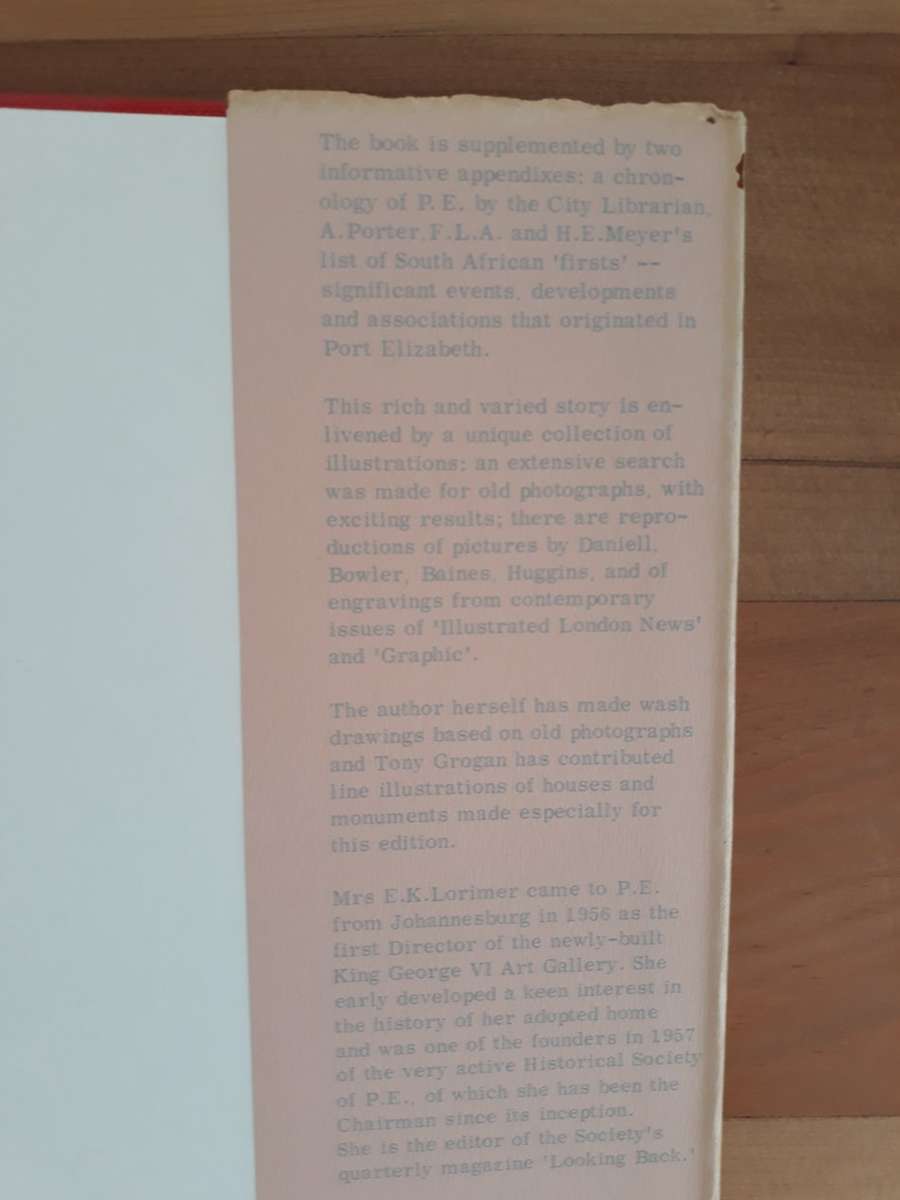 The book is supplemented by two
informative appendixes: a chron-
ology of P.E. by the City Librarian,
A.Porter,F.L.A. and H.E.Meyer's
list of South African 'firsts' --
significant events, developments
and associations that originated in
Port Elizabeth.
This rich and varied story is en-
livened by a unique collection of
illustrations: an extensive search
was made for old photographs, with
exciting results; there are repro-
ductions of pictures by Daniell,
Bowler, Baines, Huggins, and of
engravings from contemporary
issues of 'Illustrated London News'
and 'Graphic'.
The author herself has made wash
drawings based on old photographs
and Tony Grogan has contributed
line illustrations of houses and
monuments made especially for
this edition.
Mrs E.K.Lorimer came to P.E.
from Johannesburg in 1956 as the
first Director of the newly-built
King George VI Art Gallery. She
early developed a keen interest in
the history of her adopted home
and was one of the founders in 1957
of the very active Historical Society
of P.E., of which she has been the
Chairman since its inception.
She is the editor of the Society's
quarterly magazine 'Looking Back.'